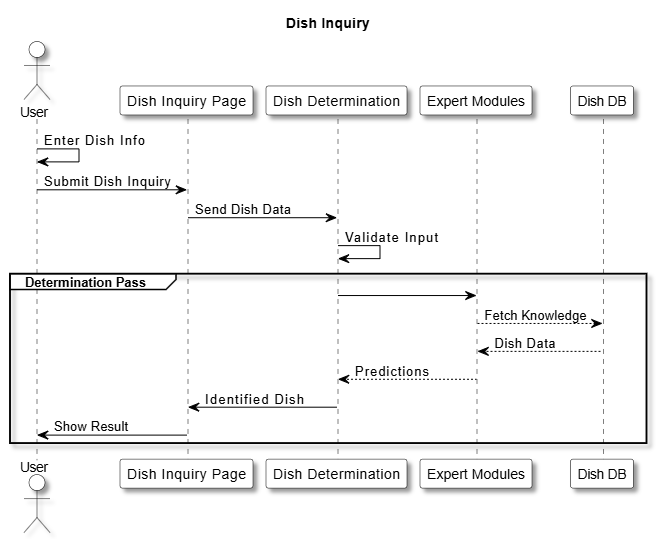 Dish Inquiry
User
Dish Inquiry Page
Dish Determination
Expert Modules
Dish DB
Enter Dish Info
Submit Dish Inquiry
Send Dish Data
Validate Input
Determination Pass
Fetch Knowledge
Dish Data
Predictions
Identified Dish
Show Result
User
Dish Inquiry Page
Dish Determination
Expert Modules
Dish DB